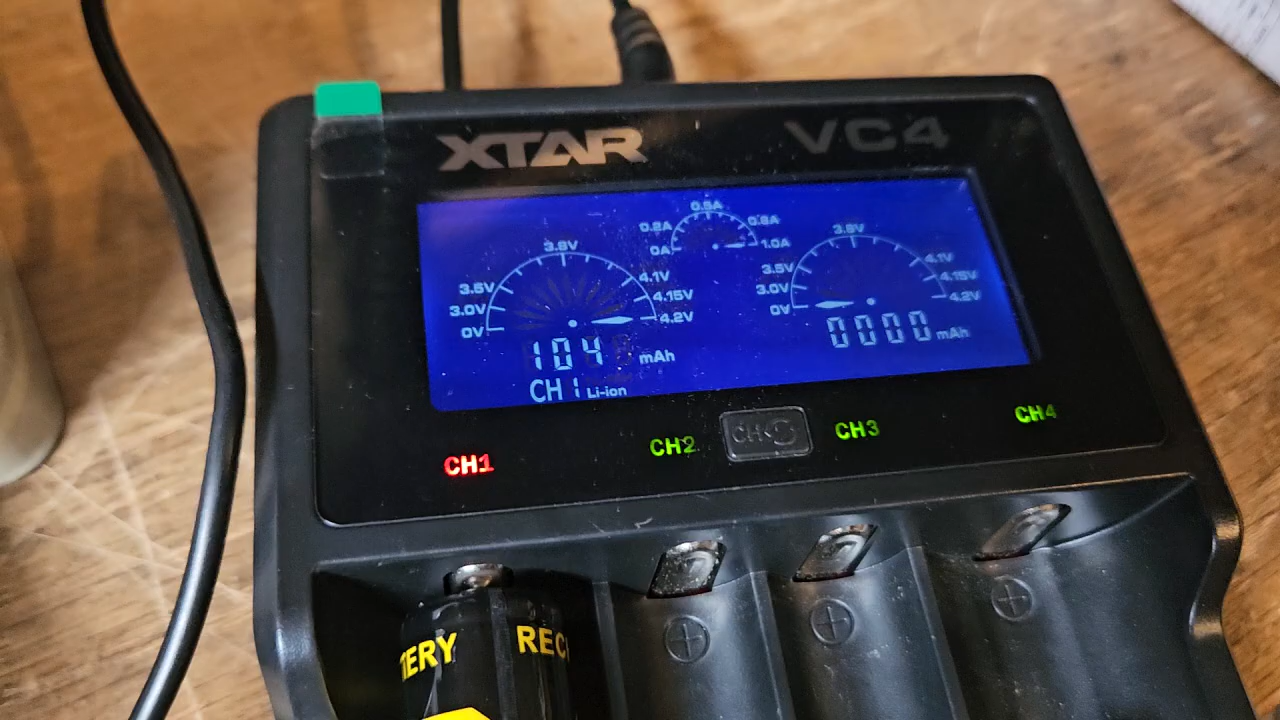 XTAR
VC4
0.5A
0.2A
0.8A
0A
1.0A
3.8V
3.5V
4.1V
3.0V
4.15V
0V
4.2V
3.8V
3.5V
4.1V
3.0V
4.15V
0V
4.2V
104 mAh
0000 mAh
CH1 Li-ion
CH1
CH2
CH
CH3
CH4
TERY
REC